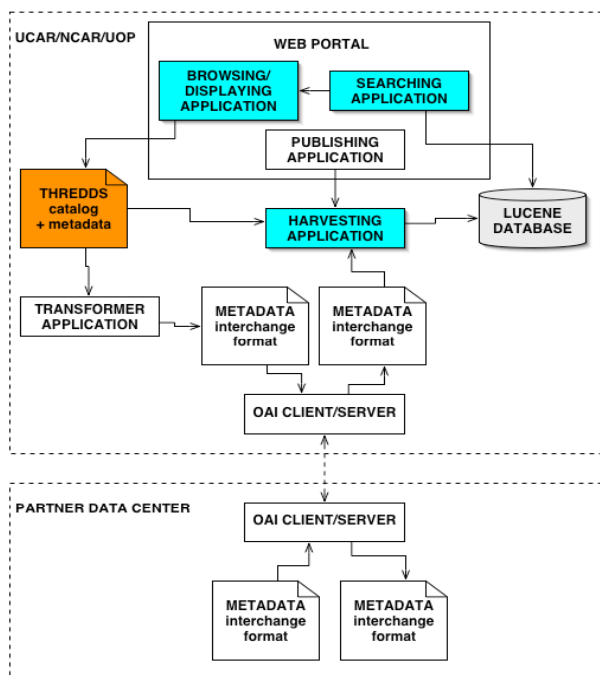 UCAR/NCAR/UOP
WEB PORTAL
BROWSING/
DISPLAYING
APPLICATION
SEARCHING
APPLICATION
PUBLISHING
APPLICATION
THREDDS
catalog
+ metadata
HARVESTING
APPLICATION
LUCENE
DATABASE
TRANSFORMER
APPLICATION
METADATA
interchange
format
METADATA
interchange
format
OAI CLIENT/SERVER
PARTNER DATA CENTER
OAI CLIENT/SERVER
METADATA
interchange
format
METADATA
interchange
format